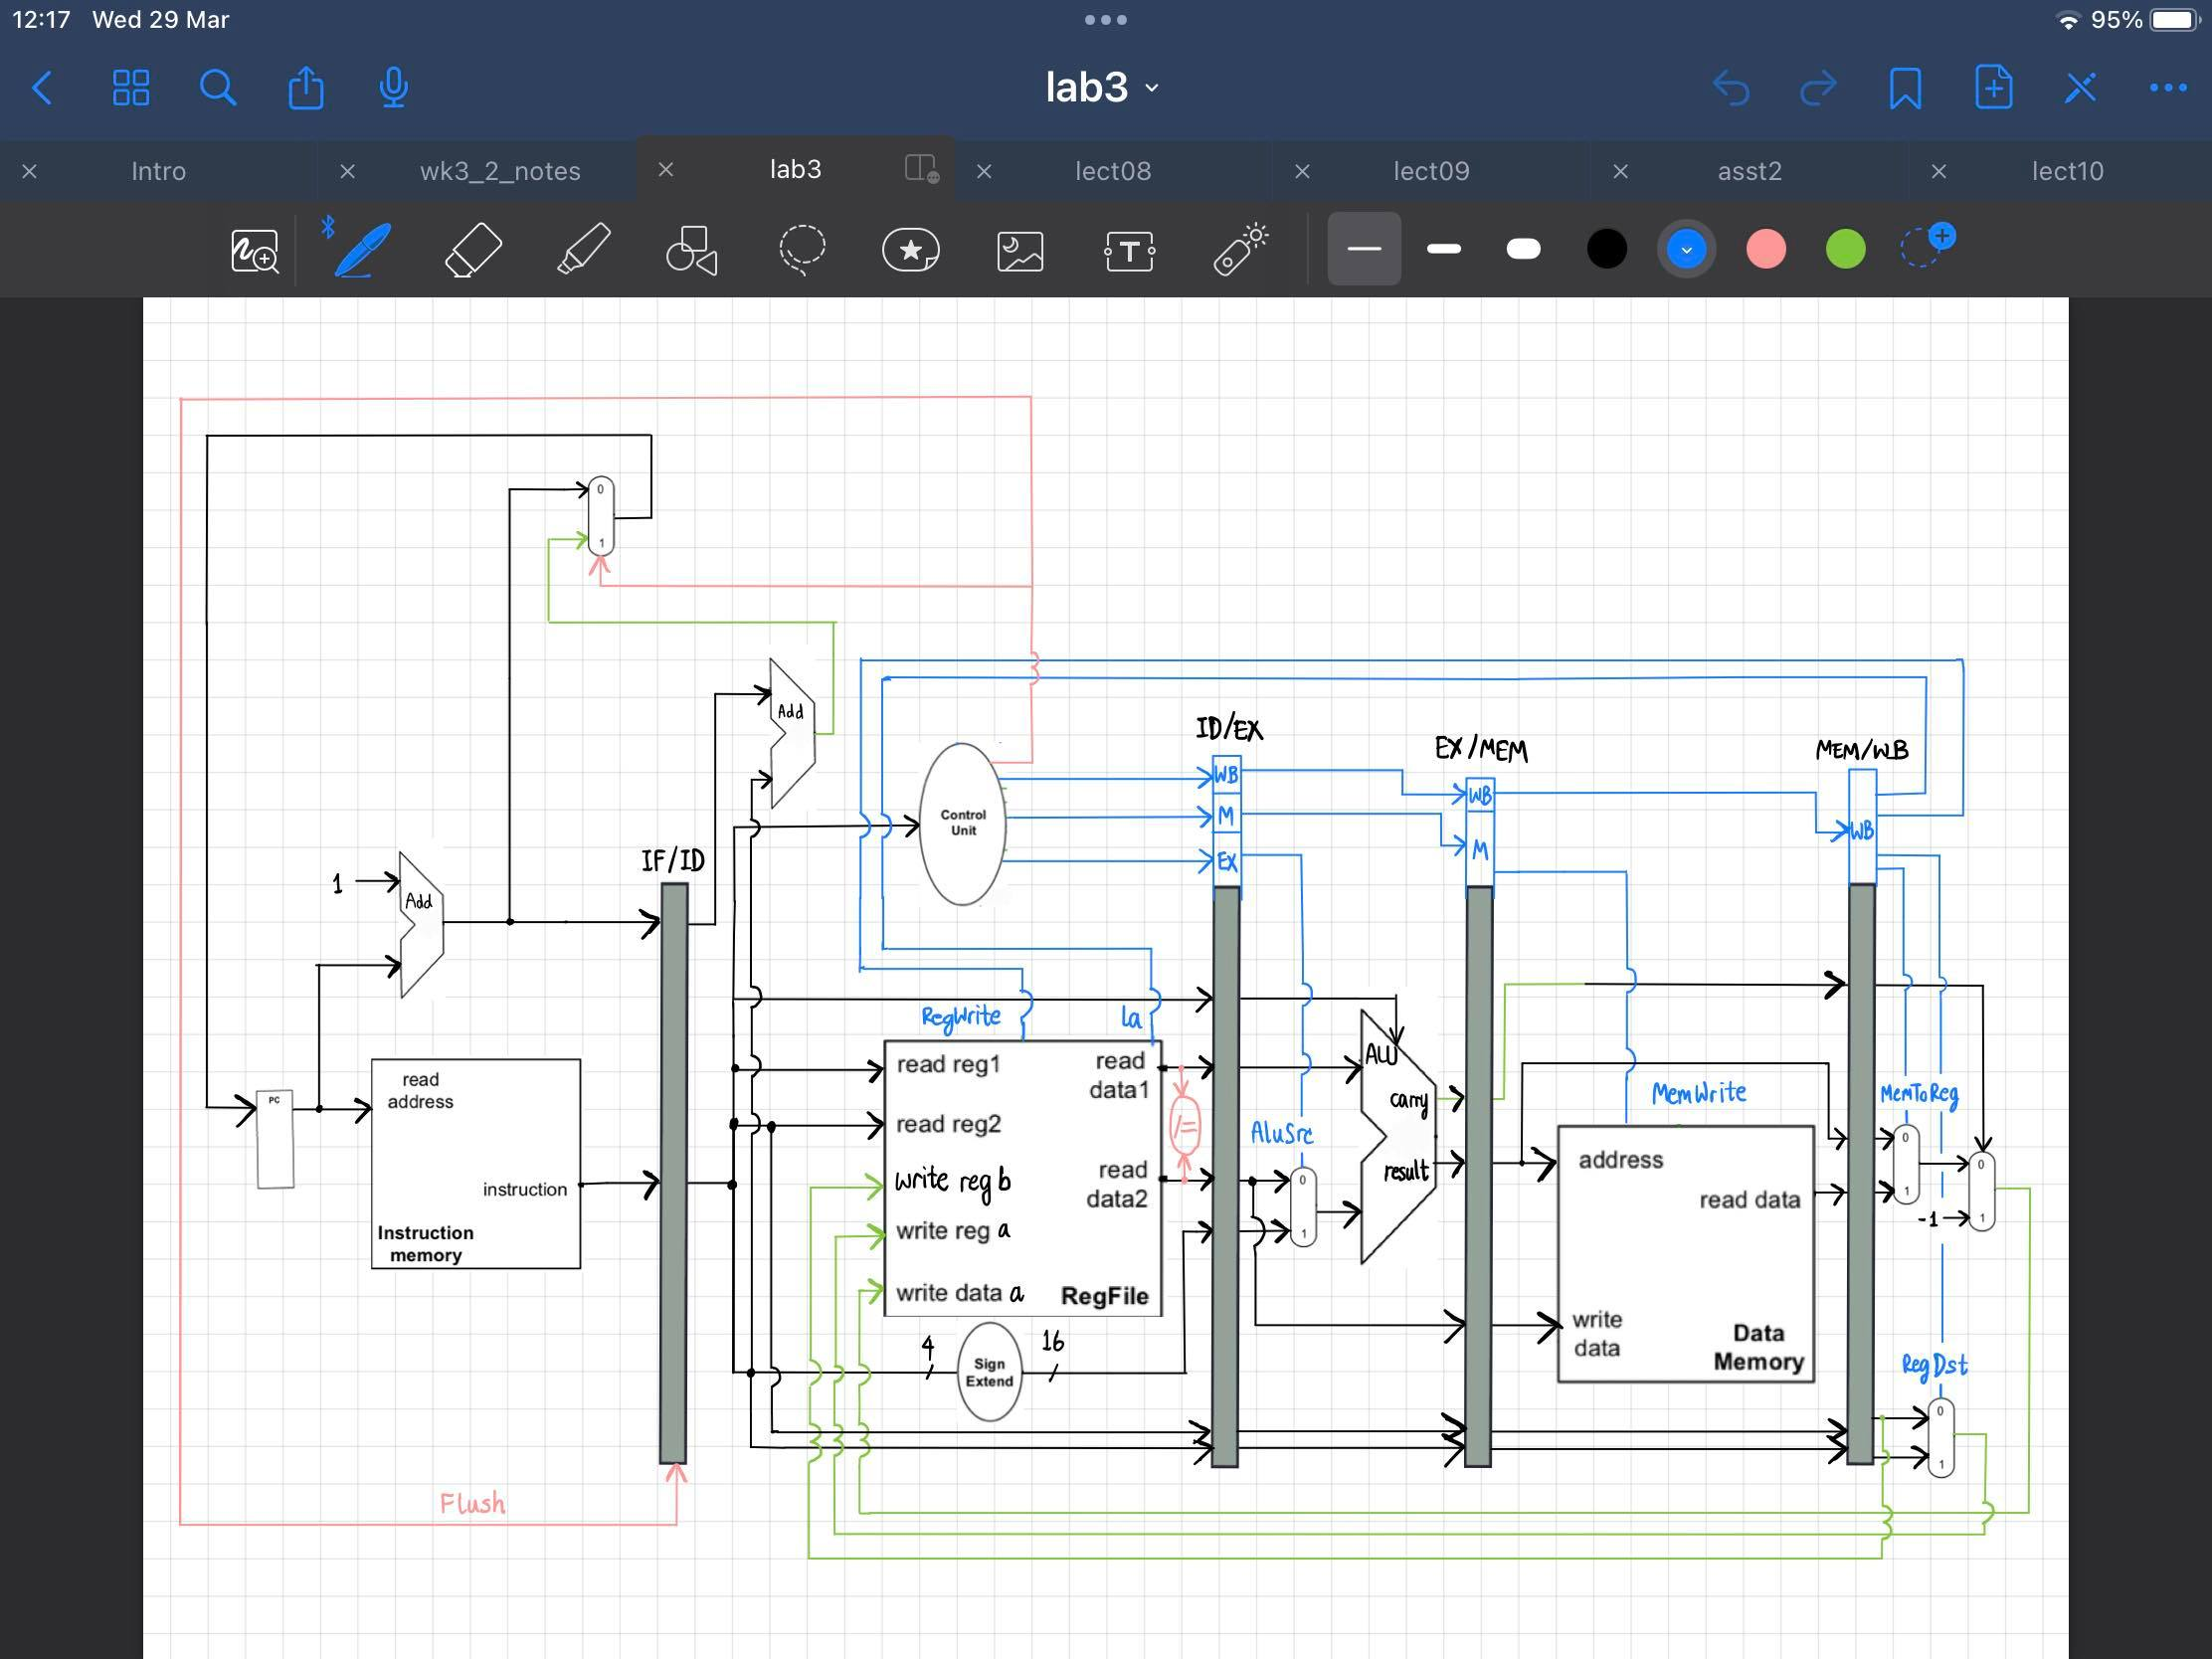 12:17 Wed 29 Mar
95%
lab3
Intro
wk3_2_notes
lab3
lect08
lect09
asst2
lect10
T
0
1
Add
ID/EX
EX/MEM
MEM/WB
WB
WB
Control
Unit
M
M
WB
EX
IF/ID
1
Add
RegWrite
la
ALU
read
address
PC
instruction
Instruction
memory
read reg1
read
data1
read reg2
write reg b
read
data2
write reg a
write data a
RegFile
/=
AluSrc
0
1
carry
result
MemWrite
address
read data
write
data
Data
Memory
MemToReg
0
1
0
-1
1
4
16
Sign
Extend
RegDst
0
1
Flush